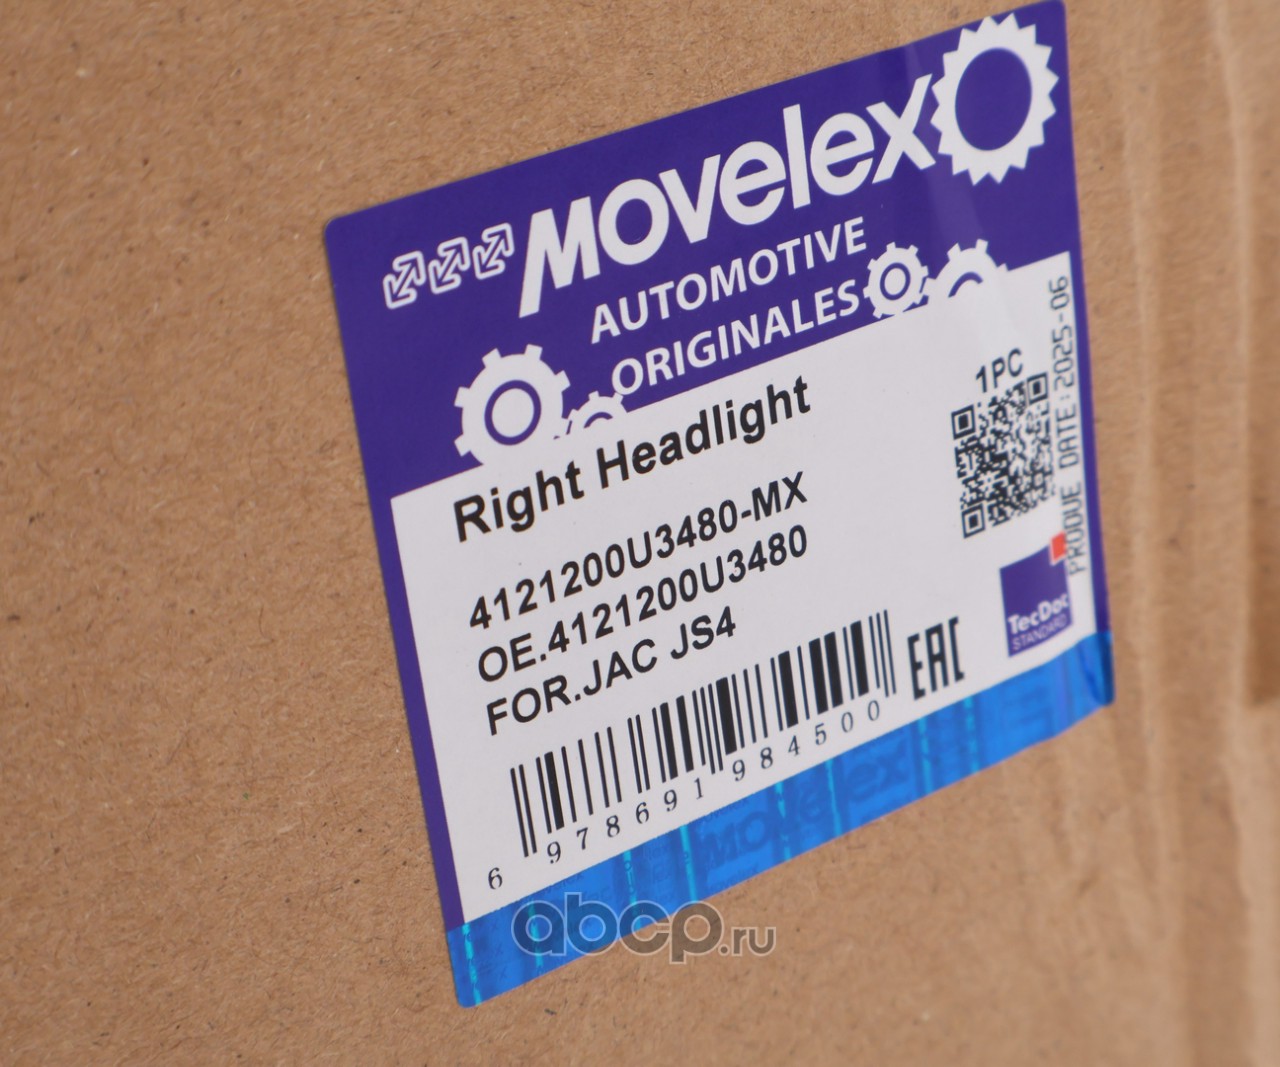 movelex
AUTOMOTIVE
ORIGINALES
Right Headlight
1PC
PRODUE DATE:2025-06
4121200U3480-MX
OE.4121200U3480
FOR.JAC JS4
TecDoc
STANDARD
EAC
6 978691 984500
movelex
abcp.ru